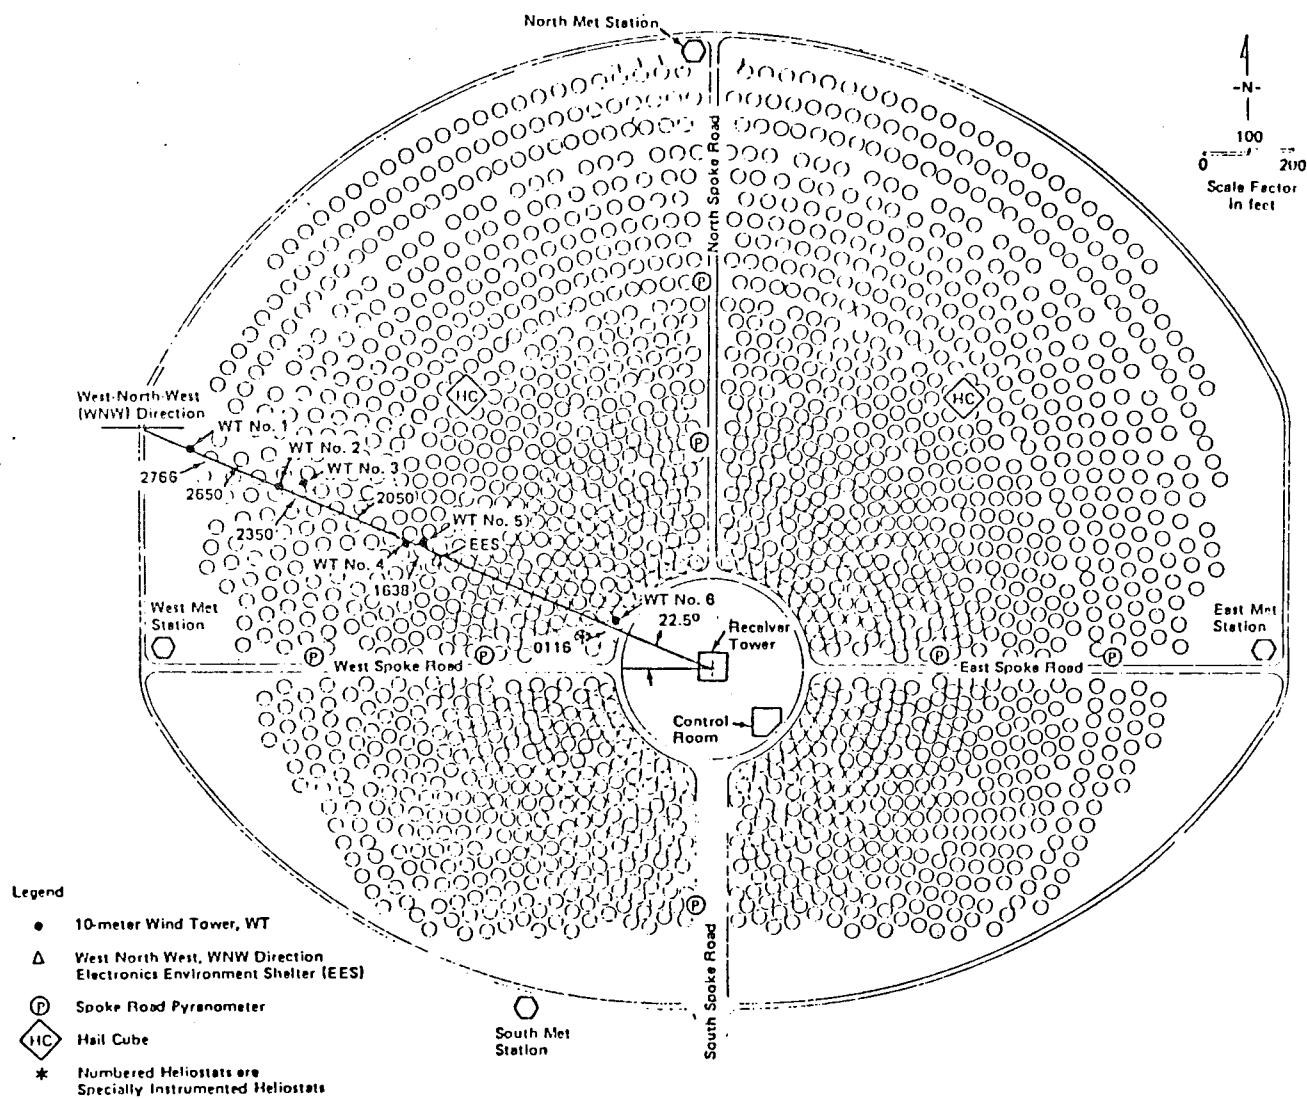 North Met Station
-N-
100
0 200
Scale Factor
In feet
North Spoke Road
P
HC
HC
West-North-West
(WNW) Direction
WT No. 1
WT No. 2
P
WT No. 3
2766
2650
2050
2350
WT No. 5
EES
WT No. 4
1638
West Met
Station
WT No. 6
22.5°
0116
Receiver
Tower
East Met
Station
P
West Spoke Road
P
P
East Spoke Road
P
Control
Room
P
South Spoke Road
South Met
Station
Legend
10-meter Wind Tower, WT
West North West, WNW Direction
Electronics Environment Shelter (EES)
P
Spoke Road Pyranometer
HC
Hail Cube
* Numbered Heliostats are
Specially Instrumented Heliostats